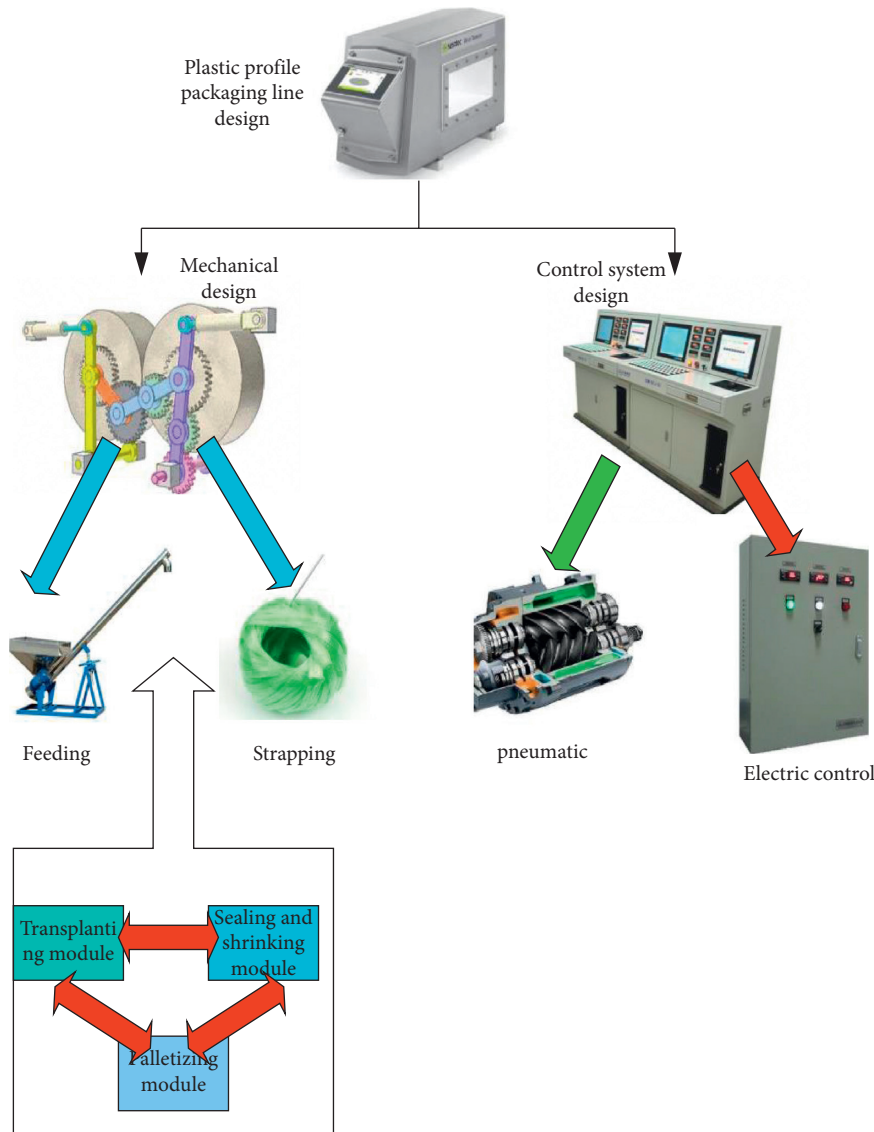 Plastic profile
packaging line
design
Mechanical
design
Control system
design
Feeding
Strapping
pneumatic
Electric control
Transplanti
ng module
Sealing and
shrinking
module
Palletizing
module